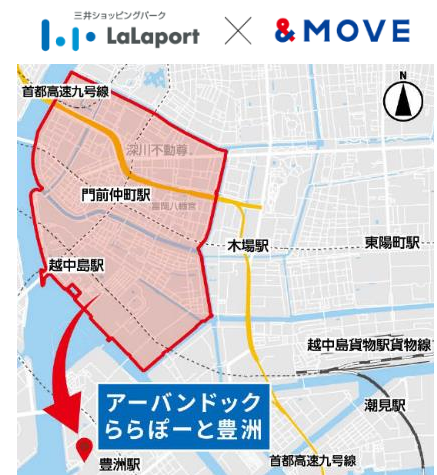 三井ショッピングパーク
LaLaport
&MOVE
N
首都高速九号線
深川不動尊
門前仲町駅
富岡八幡宮
木場駅
東陽町駅
越中島駅
越中島貨物駅貨物線
アーバンドック
ららぽーと豊洲
潮見駅
豊洲駅
首都高速九号線